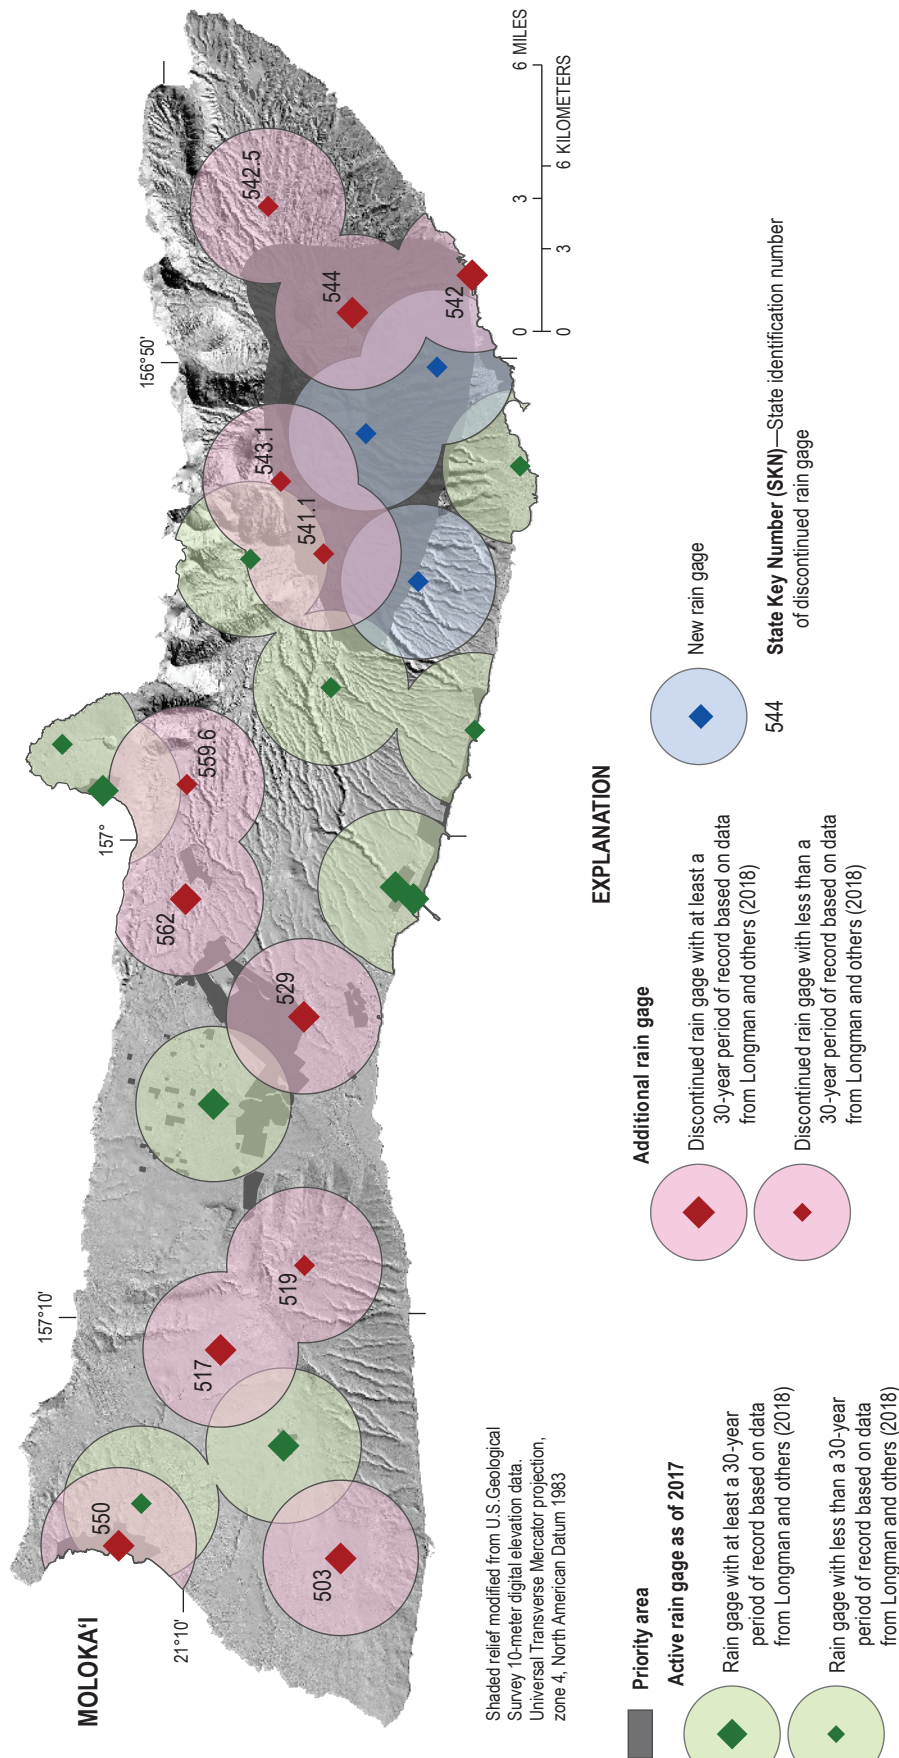 MOLOKAʻI
156°50'
157°
157°10'
21°10'
550
503
517
519
529
562
559.6
541.1
543.1
544
542
542.5
0 3 6 MILES
0 3 6 KILOMETERS
Shaded relief modified from U.S.Geological
Survey 10-meter digital elevation data.
Universal Transverse Mercator projection,
zone 4, North American Datum 1983
EXPLANATION
Priority area
Active rain gage as of 2017
Rain gage with at least a 30-year
period of record based on data
from Longman and others (2018)
Rain gage with less than a 30-year
period of record based on data
from Longman and others (2018)
Additional rain gage
Discontinued rain gage with at least a
30-year period of record based on data
from Longman and others (2018)
Discontinued rain gage with less than a
30-year period of record based on data
from Longman and others (2018)
New rain gage
544 State Key Number (SKN)—State identification number
of discontinued rain gage